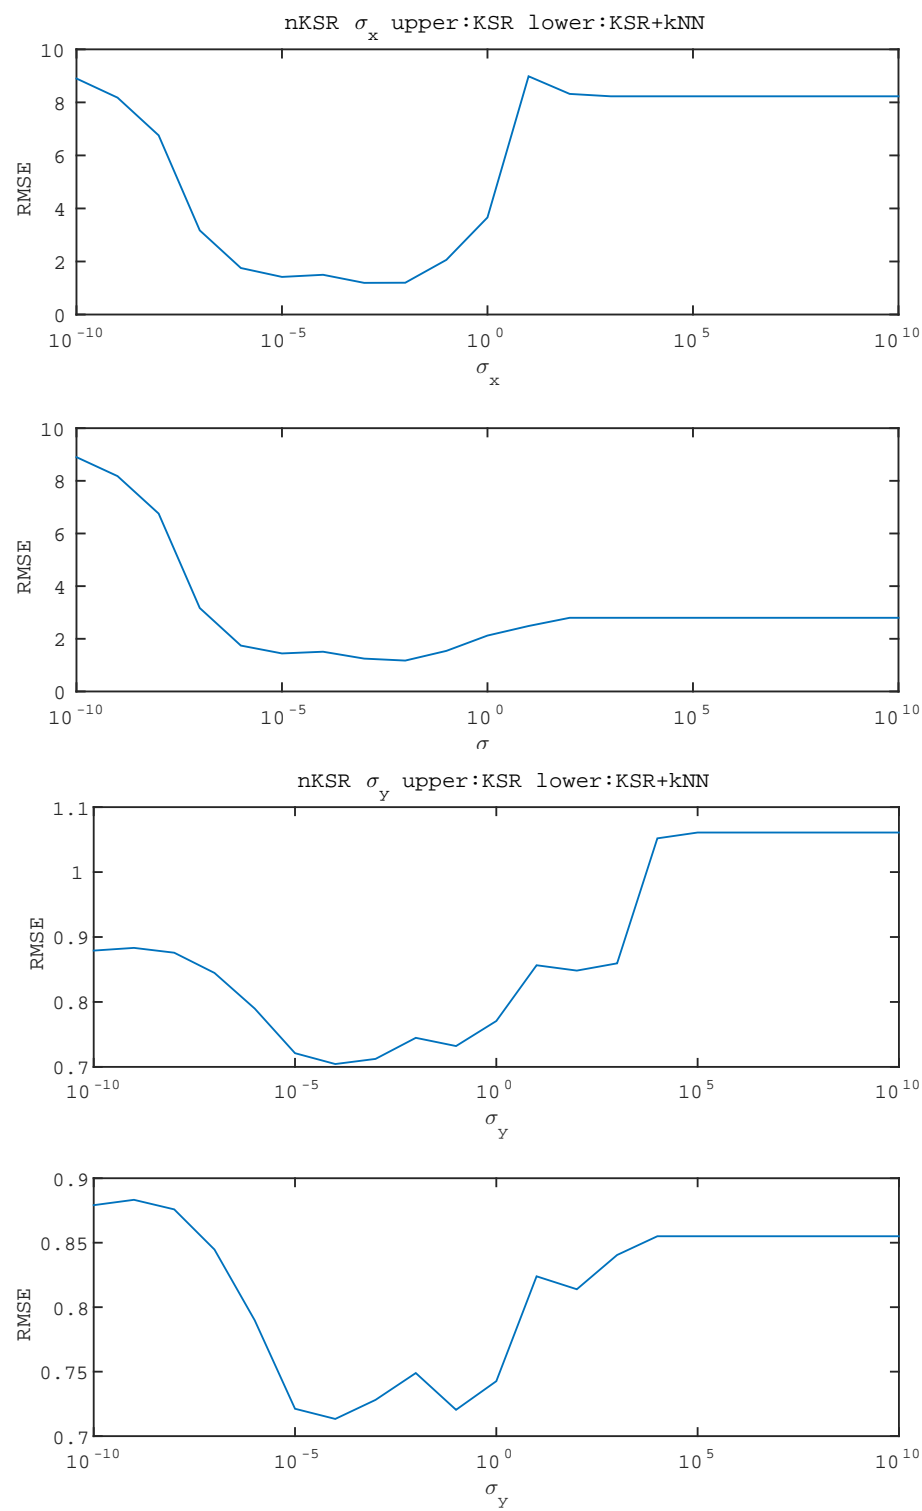 nKSR σx upper:KSR lower:KSR+kNN
10
8
6
4
2
0
RMSE
10^-10 10^-5 10^0 10^5 10^10
σx
10
8
6
4
2
0
RMSE
10^-10 10^-5 10^0 10^5 10^10
σ
nKSR σy upper:KSR lower:KSR+kNN
1.1
1
0.9
0.8
0.7
RMSE
10^-10 10^-5 10^0 10^5 10^10
σy
0.9
0.85
0.8
0.75
0.7
RMSE
10^-10 10^-5 10^0 10^5 10^10
σy